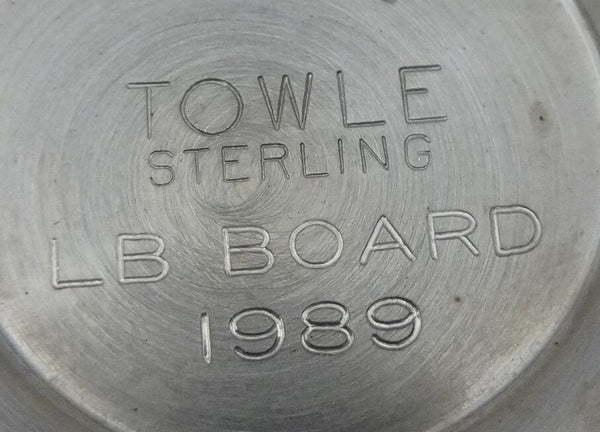 TOWLE
STERLING
LB BOARD
1989